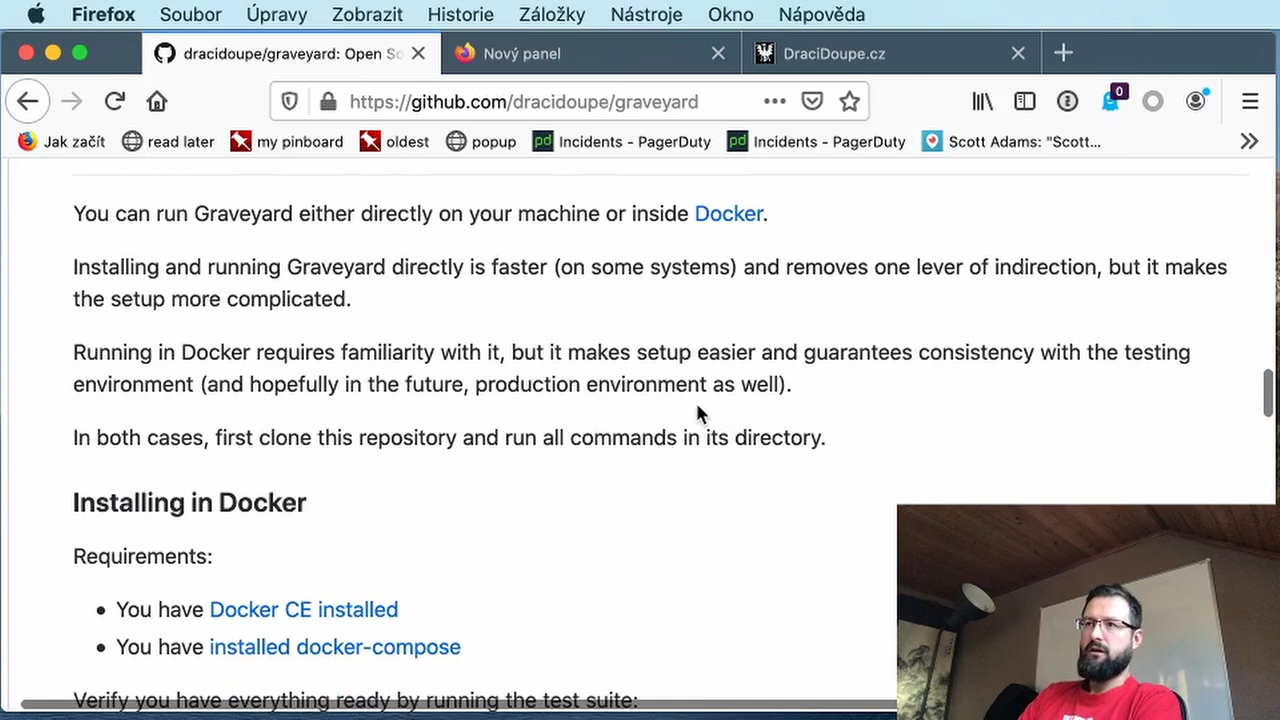 Firefox Soubor Úpravy Zobrazit Historie Záložky Nástroje Okno Nápověda
dracidoupe/graveyard: Open So Nový panel DraciDoupe.cz
https://github.com/dracidoupe/graveyard 0
Jak začít read later my pinboard oldest popup pd Incidents - PagerDuty pd Incidents - PagerDuty Scott Adams: "Scott...
You can run Graveyard either directly on your machine or inside Docker.
Installing and running Graveyard directly is faster (on some systems) and removes one lever of indirection, but it makes
the setup more complicated.
Running in Docker requires familiarity with it, but it makes setup easier and guarantees consistency with the testing
environment (and hopefully in the future, production environment as well).
In both cases, first clone this repository and run all commands in its directory.
Installing in Docker
Requirements:
• You have Docker CE installed
• You have installed docker-compose
Verify you have everything ready by running the test suite: